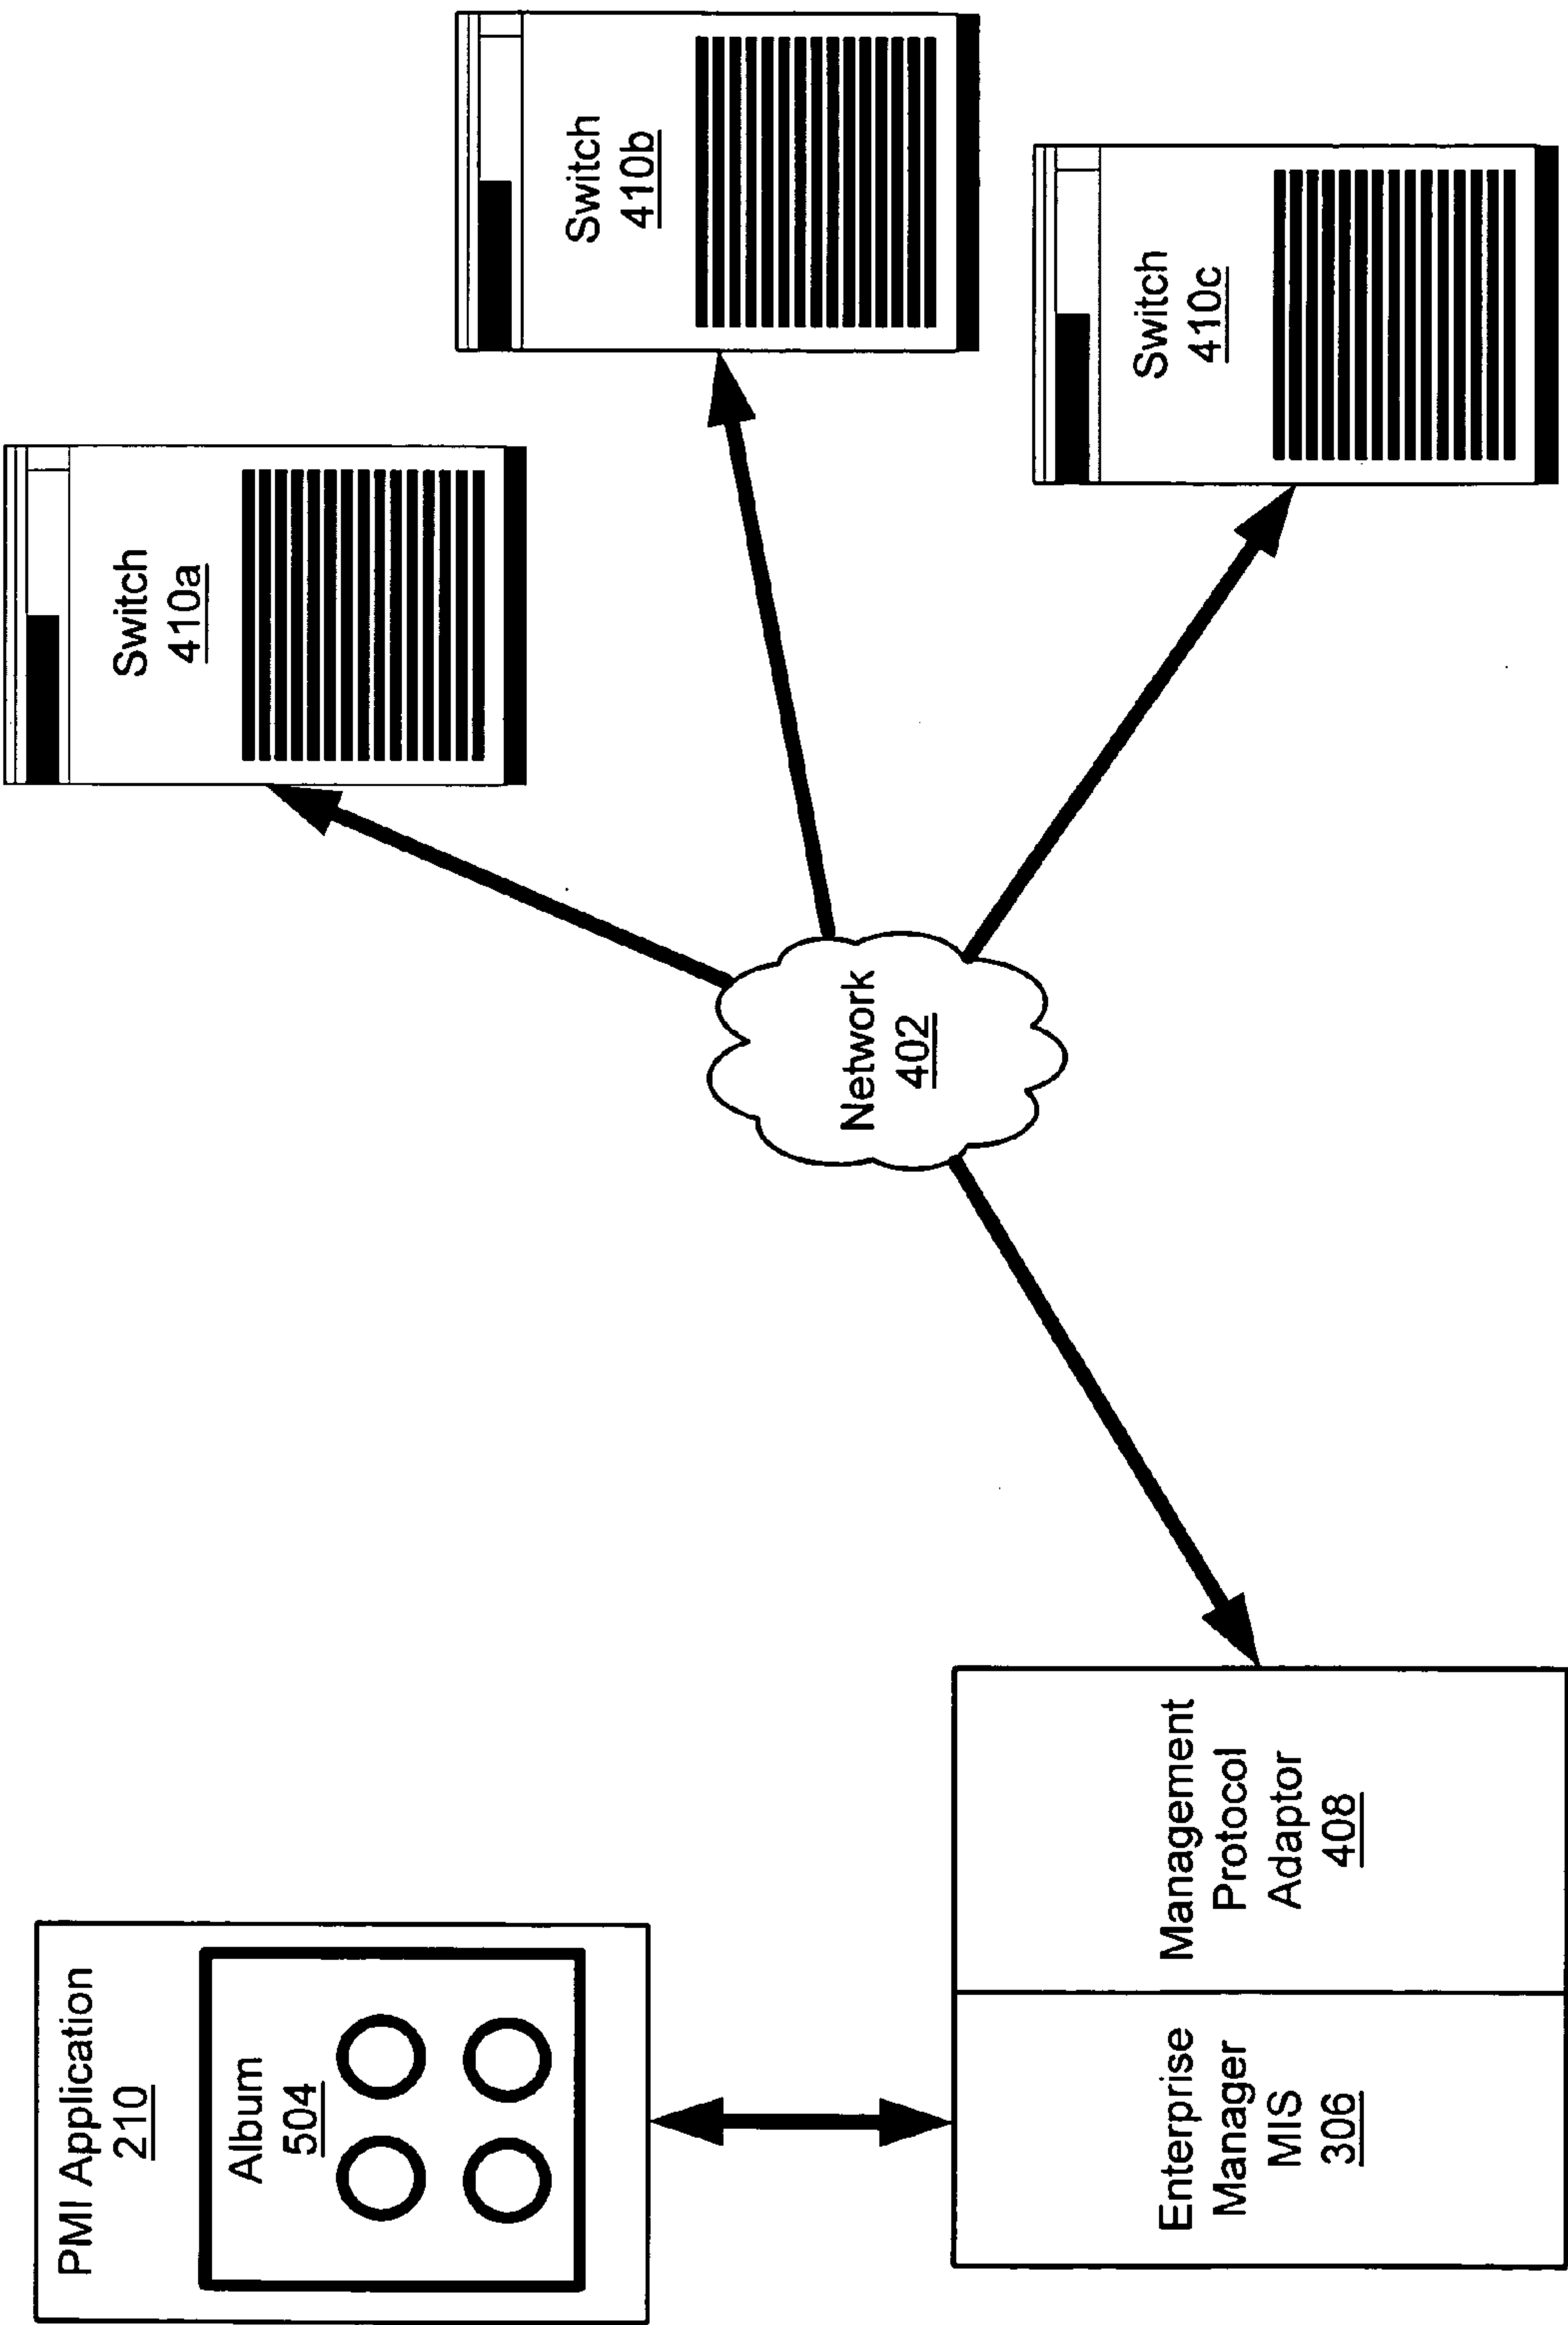 PMI Application
210
Album
504
Enterprise
Manager
MIS
306
Management
Protocol
Adaptor
408
Network
402
Switch
410a
Switch
410b
Switch
410c